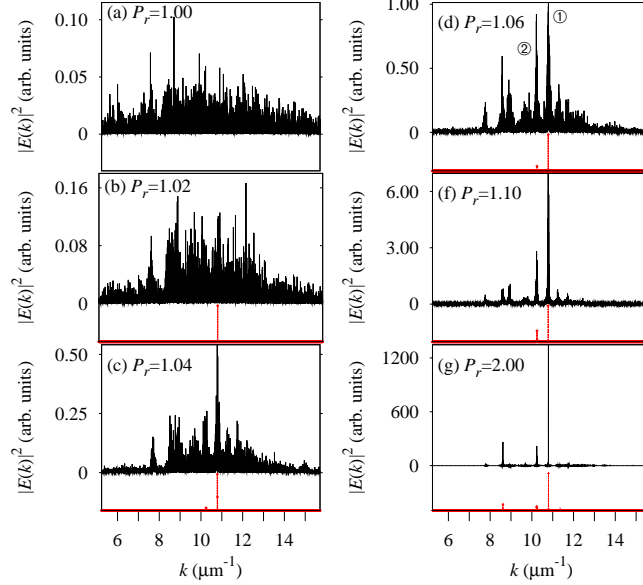 (a) P_r=1.00
0.10
0.05
0
|E(k)|² (arb. units)
(b) P_r=1.02
0.16
0.08
0
|E(k)|² (arb. units)
(c) P_r=1.04
0.50
0.25
0
|E(k)|² (arb. units)
6 8 10 12 14
k (μm⁻¹)
(d) P_r=1.06
① ②
1.00
0.50
0
|E(k)|² (arb. units)
(f) P_r=1.10
6.00
3.00
0
|E(k)|² (arb. units)
(g) P_r=2.00
1200
600
0
|E(k)|² (arb. units)
6 8 10 12 14
k (μm⁻¹)